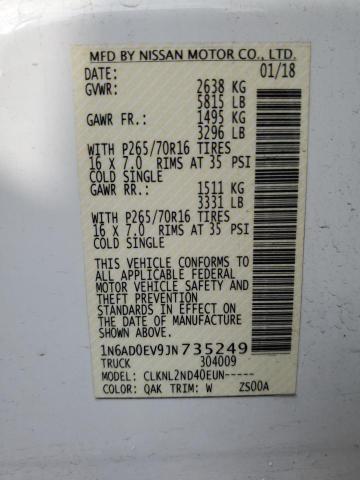 MFD BY NISSAN MOTOR CO., LTD.
DATE: 01/18
GVWR: 2638 KG
5815 LB
GAWR FR.: 1495 KG
3296 LB
WITH P265/70R16 TIRES
16 X 7.0 RIMS AT 35 PSI
COLD SINGLE
GAWR RR.: 1511 KG
3331 LB
WITH P265/70R16 TIRES
16 X 7.0 RIMS AT 35 PSI
COLD SINGLE
THIS VEHICLE CONFORMS TO
ALL APPLICABLE FEDERAL
MOTOR VEHICLE SAFETY AND
THEFT PREVENTION
STANDARDS IN EFFECT ON
THE DATE OF MANUFACTURE
SHOWN ABOVE.
1N6AD0EV9JN735249
TRUCK 304009
MODEL: CLKNL2ND40EUN-----
COLOR: QAK TRIM: W ZS00A